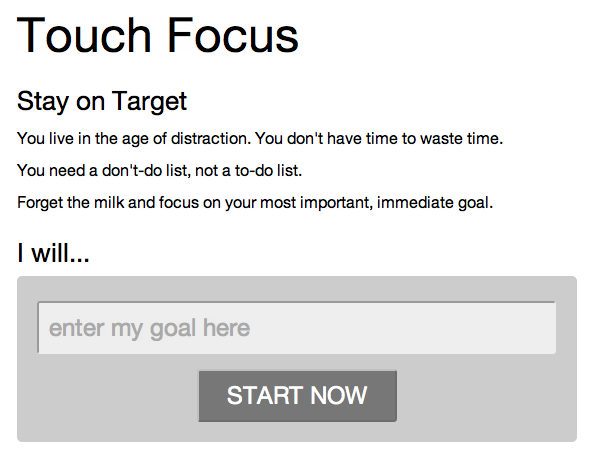 Touch Focus
Stay on Target
You live in the age of distraction. You don't have time to waste time.
You need a don't-do list, not a to-do list.
Forget the milk and focus on your most important, immediate goal.
I will...
enter my goal here
START NOW